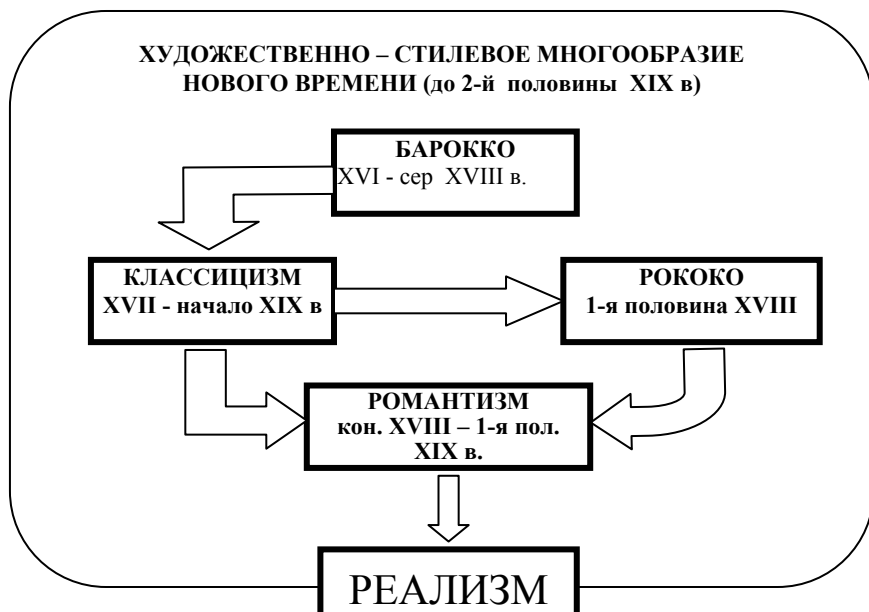 ХУДОЖЕСТВЕННО – СТИЛЕВОЕ МНОГООБРАЗИЕ
НОВОГО ВРЕМЕНИ (до 2-й половины XIX в)
БАРОККО
XVI - сер XVIII в.
КЛАССИЦИЗМ
XVII - начало XIX в
РОКОКО
1-я половина XVIII
РОМАНТИЗМ
кон. XVIII – 1-я пол.
XIX в.
РЕАЛИЗМ